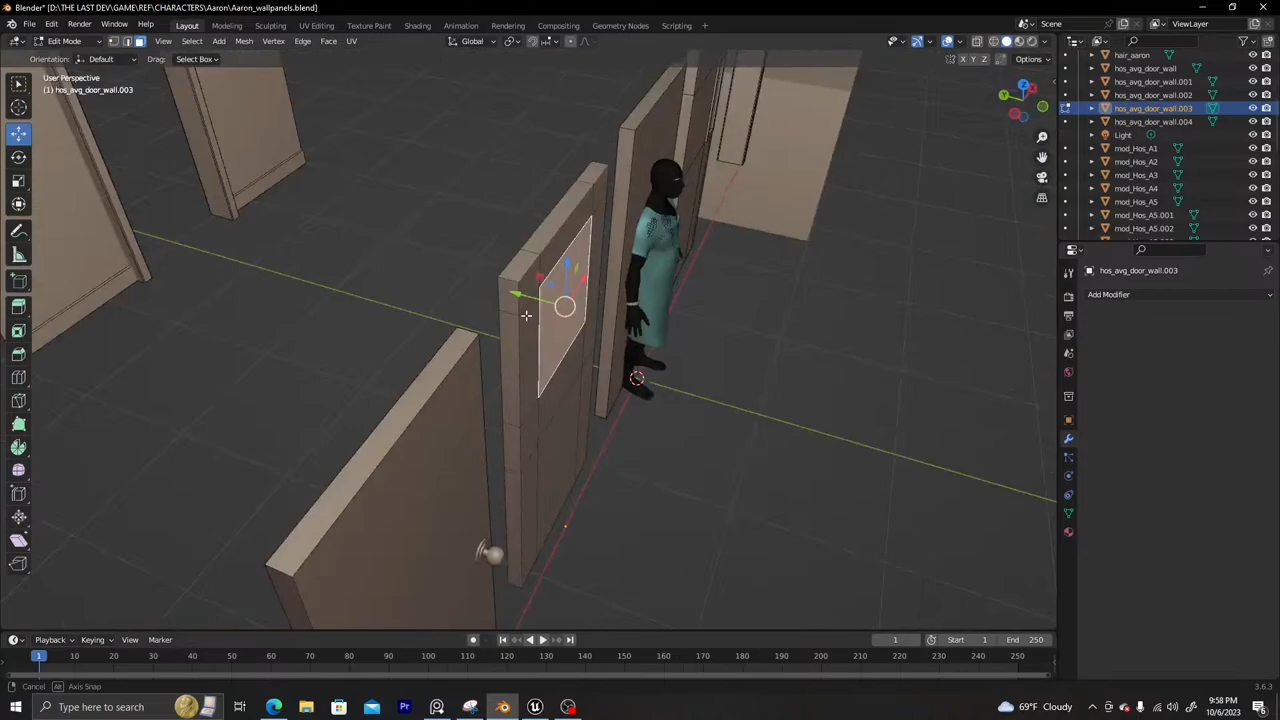 Blender* [D:\THE LAST DEV\GAME\REF\CHARACTERS\Aaron\Aaron_wallpanels.blend]
File Edit Render Window Help Layout Modeling Sculpting UV Editing Texture Paint Shading Animation Rendering Compositing Geometry Nodes Scripting Scene ViewLayer
Edit Mode View Select Add Mesh Vertex Edge Face UV Global
Orientation: Default Drag: Select Box X Y Z Options
User Perspective
(1) hos_avg_door_wall.003
hair_aaron
hos_avg_door_wall
hos_avg_door_wall.001
hos_avg_door_wall.002
hos_avg_door_wall.003
hos_avg_door_wall.004
Light
mod_Hos_A1
mod_Hos_A2
mod_Hos_A3
mod_Hos_A4
mod_Hos_A5
mod_Hos_A5.001
mod_Hos_A5.002
hos_avg_door_wall.003
Add Modifier
Playback Keying View Marker 1 Start 1 End 250
1 10 20 30 40 50 60 70 80 90 100 110 120 130 140 150 160 170 180 190 200 210 220 230 240 250
Cancel Alt Axis Snap 3.6.3
Type here to search 69°F Cloudy 9:58 PM
10/6/2023